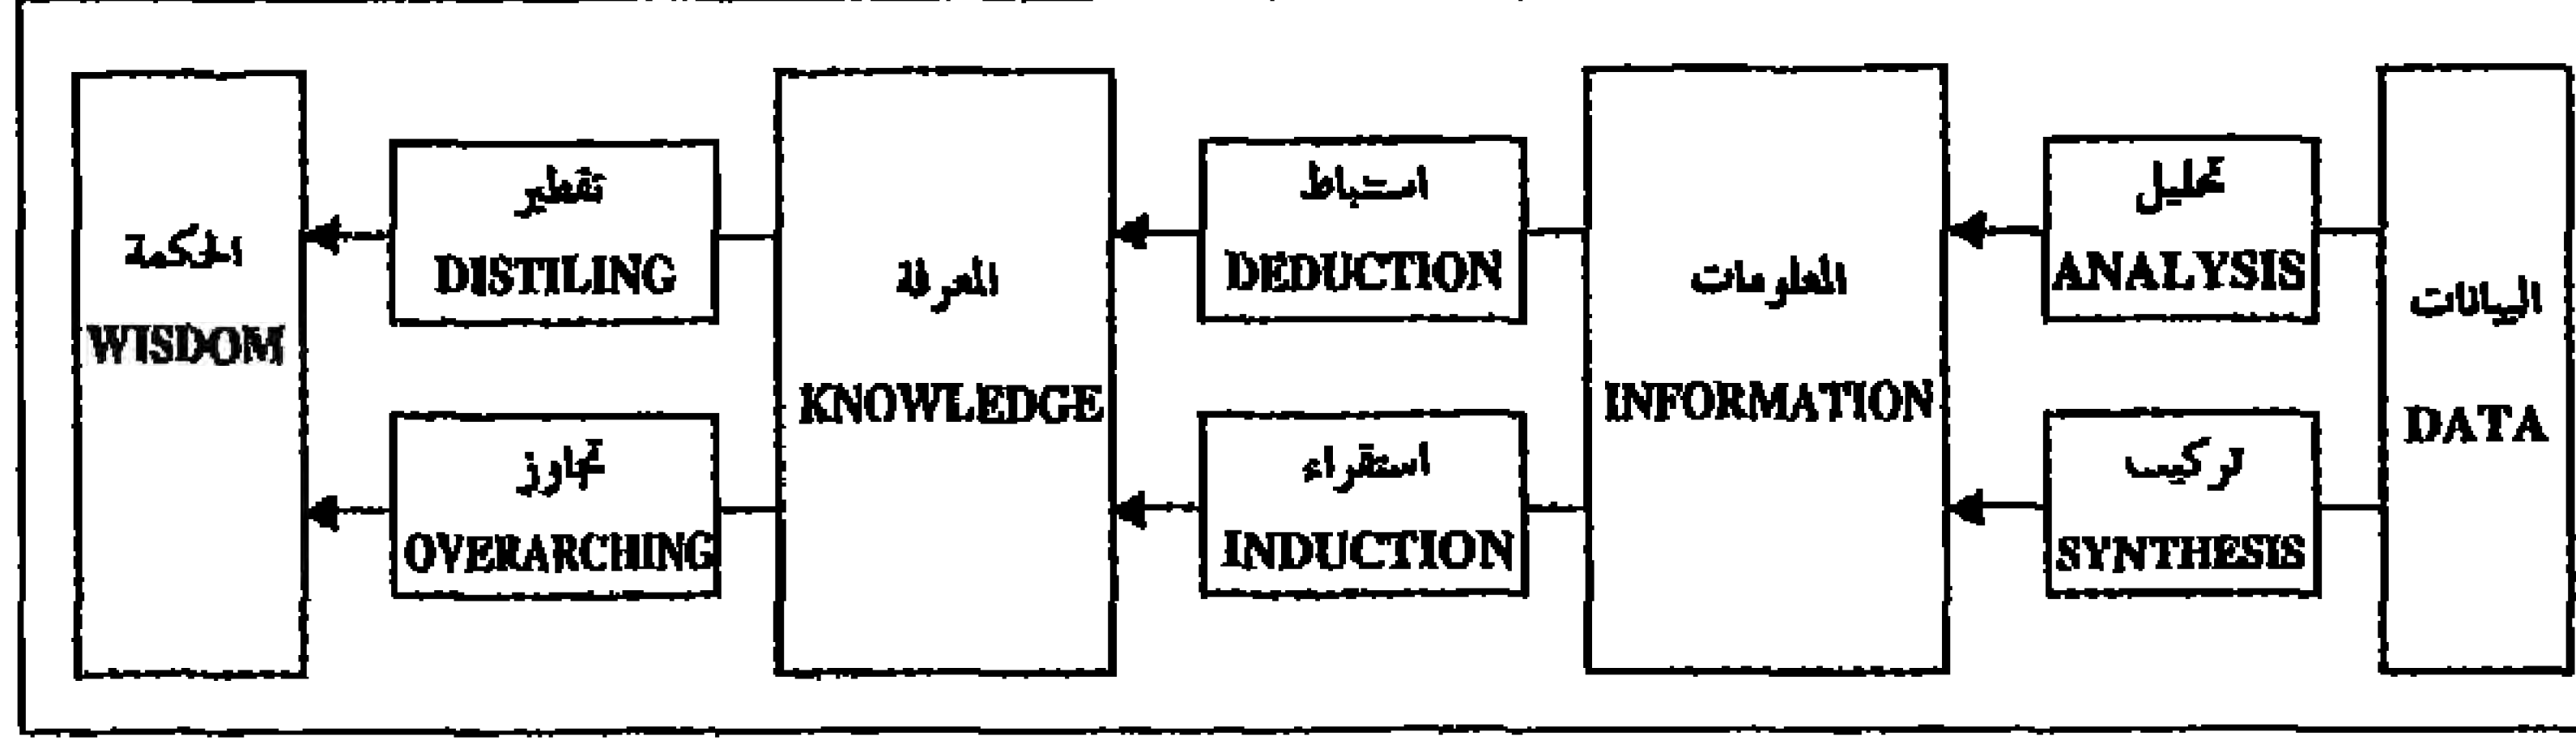 البيانات
DATA
تحليل
ANALYSIS
تركيب
SYNTHESIS
المعلومات
INFORMATION
استنباط
DEDUCTION
استقراء
INDUCTION
المعرفة
KNOWLEDGE
تقطير
DISTILING
تجاوز
OVERARCHING
الحكمة
WISDOM